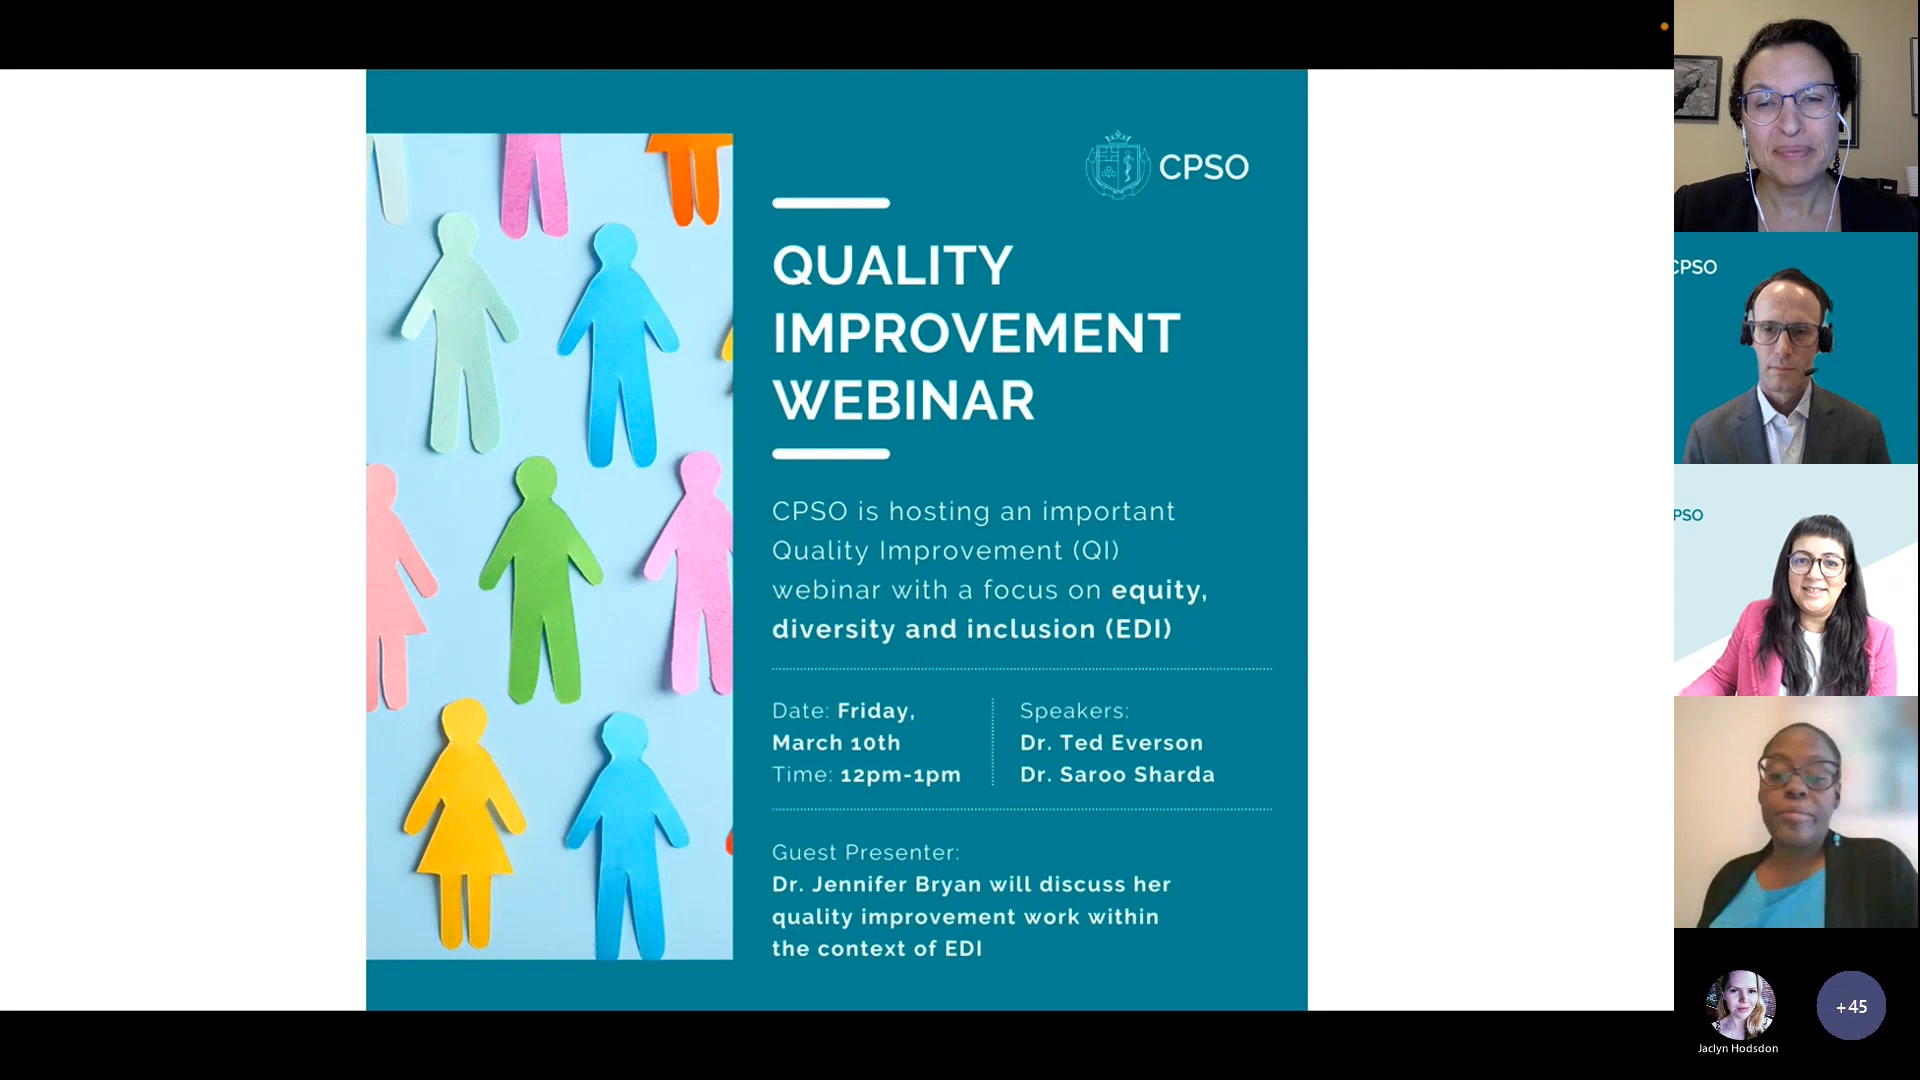 CPSO
QUALITY
IMPROVEMENT
WEBINAR
CPSO is hosting an important
Quality Improvement (QI)
webinar with a focus on equity,
diversity and inclusion (EDI)
Date: Friday,
March 10th
Time: 12pm-1pm
Speakers:
Dr. Ted Everson
Dr. Saroo Sharda
Guest Presenter:
Dr. Jennifer Bryan will discuss her
quality improvement work within
the context of EDI
CPSO
PSO
+45
Jaclyn Hodsdon